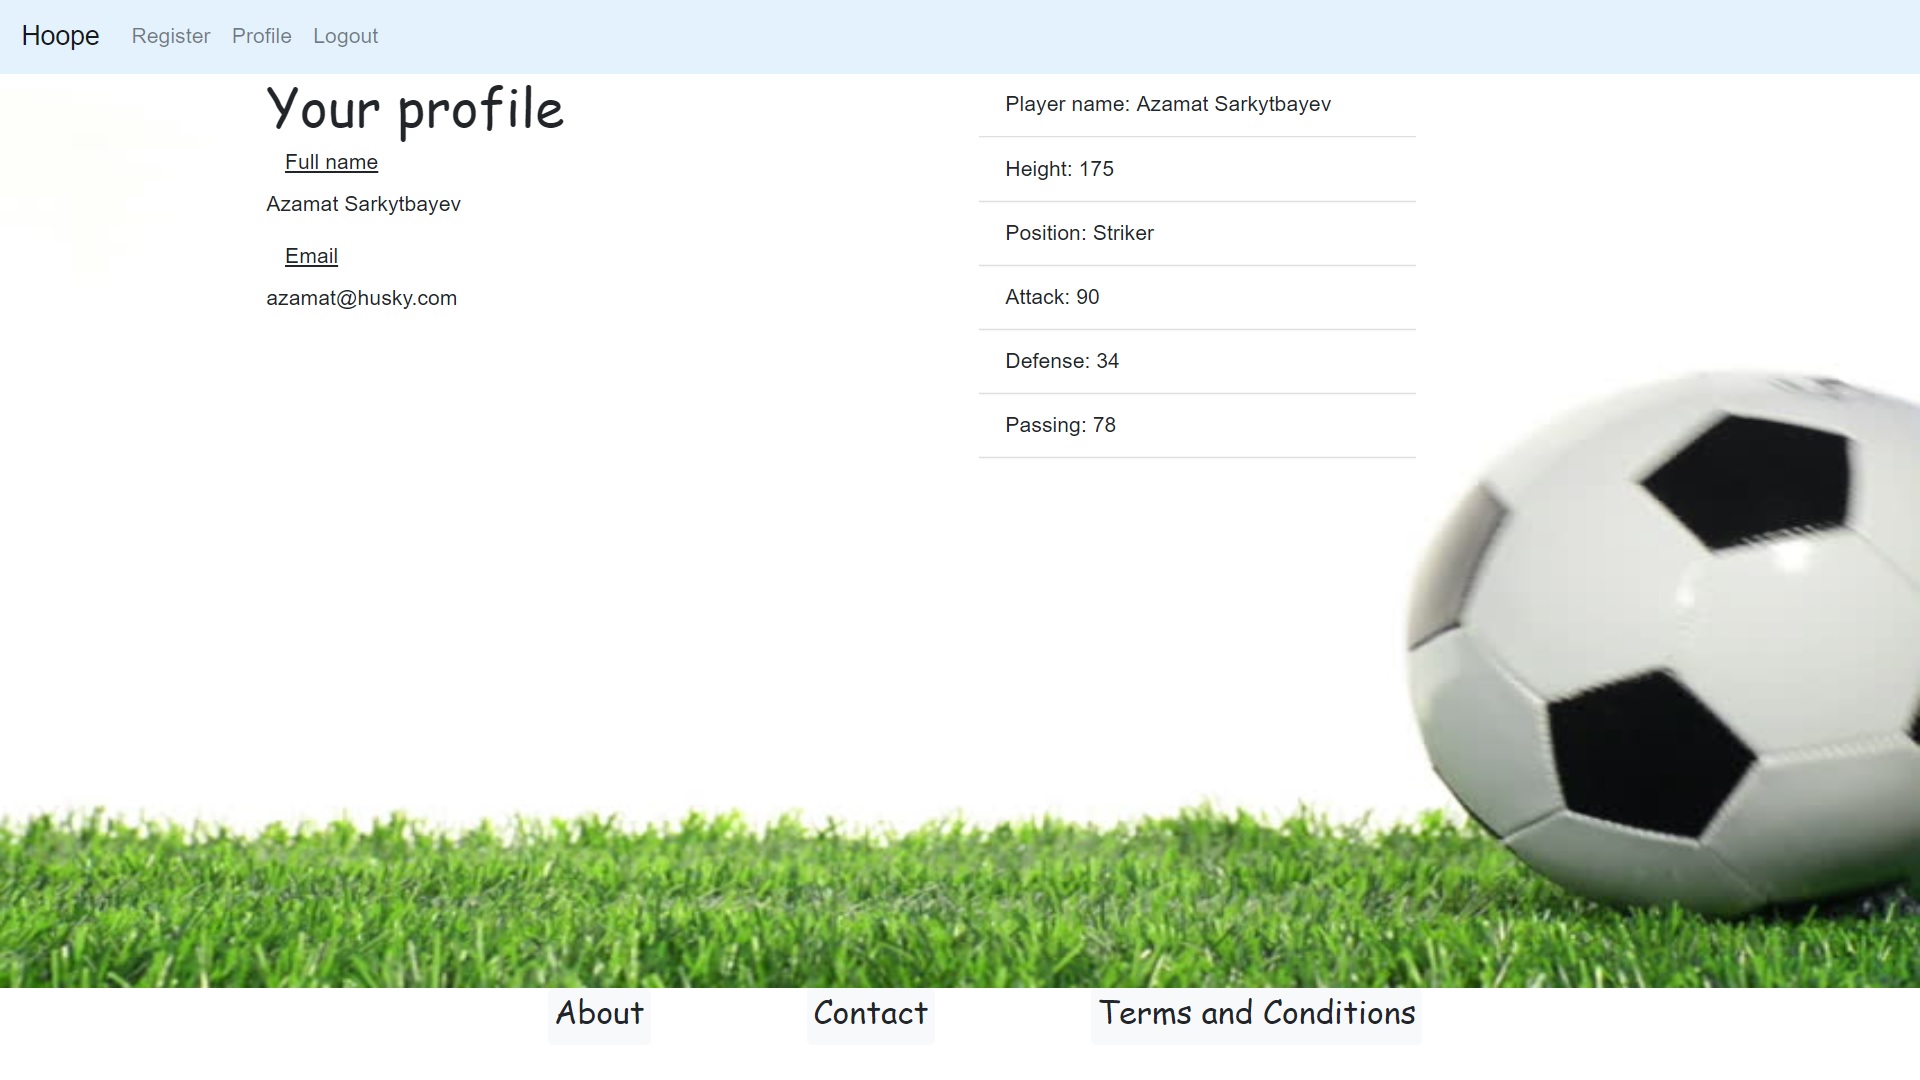 Hoope Register Profile Logout
Your profile
Full name
Azamat Sarkytbayev
Email
azamat@husky.com
Player name: Azamat Sarkytbayev
Height: 175
Position: Striker
Attack: 90
Defense: 34
Passing: 78
About Contact Terms and Conditions